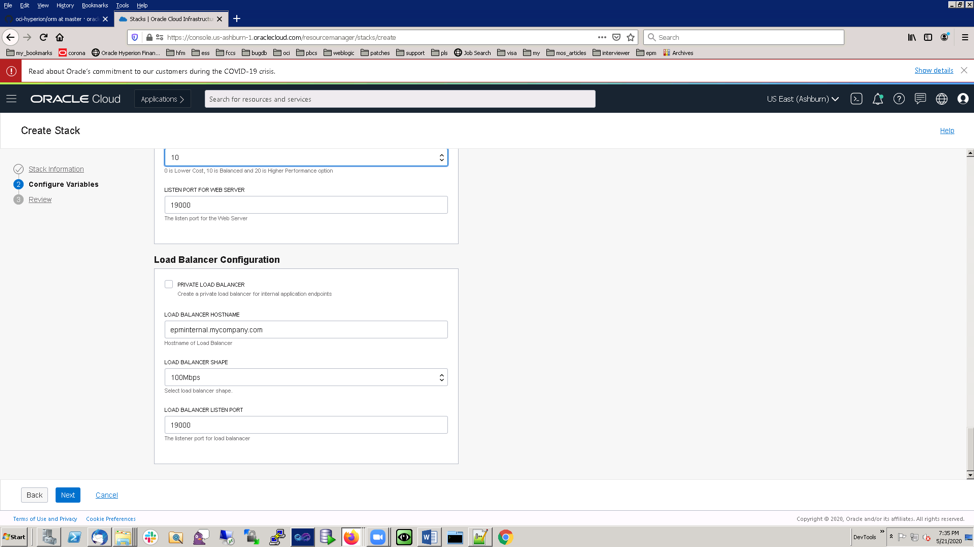 File Edit View History Bookmarks Tools Help
oci-hyperion/orm at master · orac
Stacks | Oracle Cloud Infrastructu
https://console.us-ashburn-1.oraclecloud.com/resourcemanager/stacks/create
Search
my_bookmarks corona Oracle Hyperion Finan... hfm ess fccs bugdb oci pbcs weblogic patches support pls Job Search visa my mos_articles interviewer epm Archives
Read about Oracle's commitment to our customers during the COVID-19 crisis.
Show details
ORACLE Cloud
Applications
Search for resources and services
US East (Ashburn)
Create Stack
Help
Stack Information
2 Configure Variables
3 Review
10
0 is Lower Cost, 10 is Balanced and 20 is Higher Performance option
LISTEN PORT FOR WEB SERVER
19000
The listen port for the Web Server
Load Balancer Configuration
PRIVATE LOAD BALANCER
Create a private load balancer for internal application endpoints
LOAD BALANCER HOSTNAME
epminternal.mycompany.com
Hostname of Load Balancer
LOAD BALANCER SHAPE
100Mbps
Select load balancer shape.
LOAD BALANCER LISTEN PORT
19000
The listener port for load balanacer
Back
Next
Cancel
Terms of Use and Privacy
Cookie Preferences
Copyright © 2020, Oracle and/or its affiliates. All rights reserved.
Start
DevTools
7:35 PM
5/21/2020